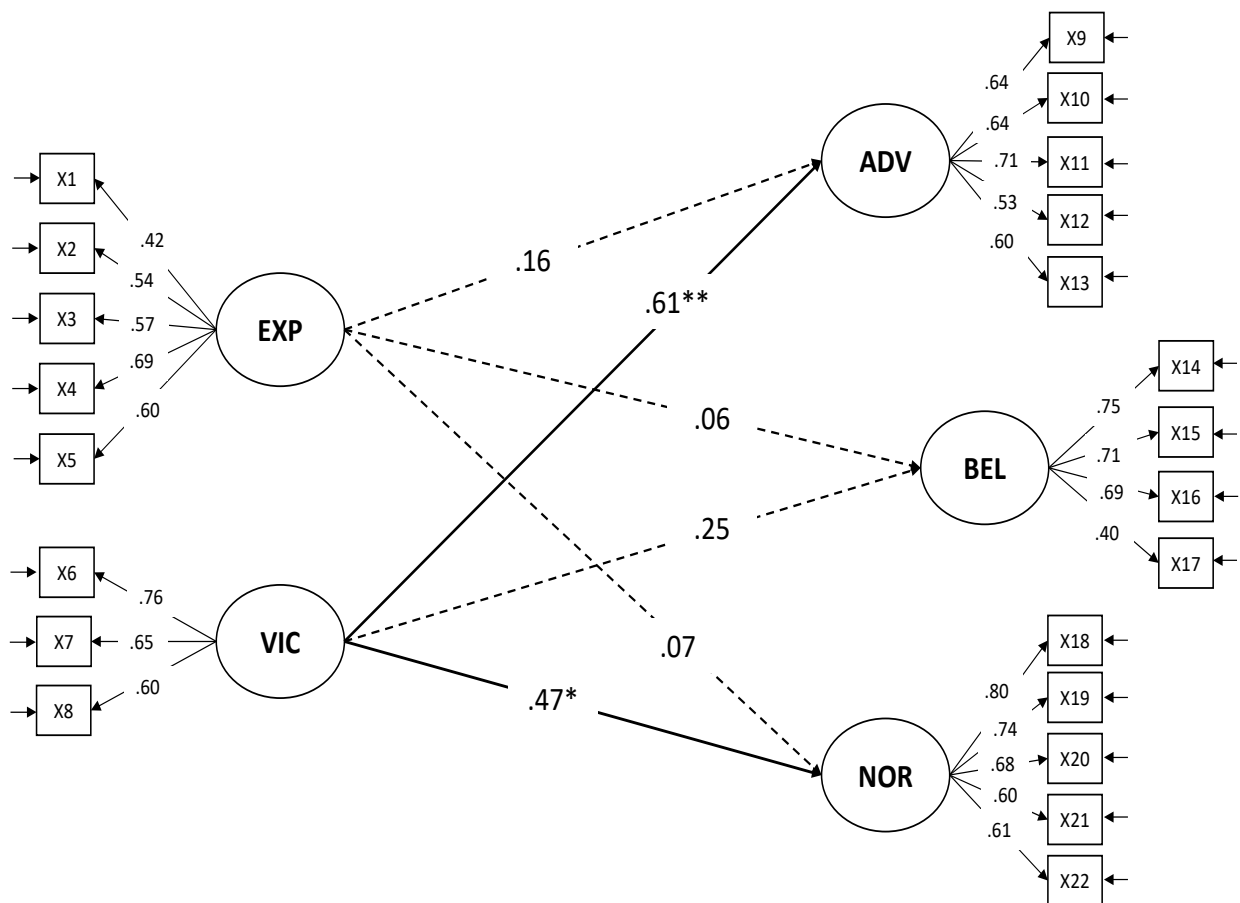 X1
X2
X3
X4
X5
.42
.54
.57
.69
.60
EXP
X6
X7
X8
.76
.65
.60
VIC
.16
.61**
.06
.25
.07
.47*
ADV
.64
.64
.71
.53
.60
X9
X10
X11
X12
X13
BEL
.75
.71
.69
.40
X14
X15
X16
X17
NOR
.80
.74
.68
.60
.61
X18
X19
X20
X21
X22